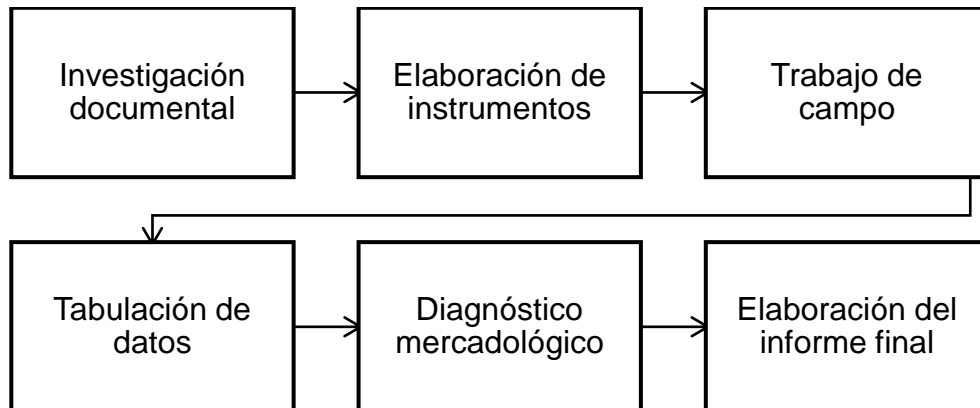 Investigación
documental
Elaboración de
instrumentos
Trabajo de
campo
Tabulación de
datos
Diagnóstico
mercadológico
Elaboración del
informe final